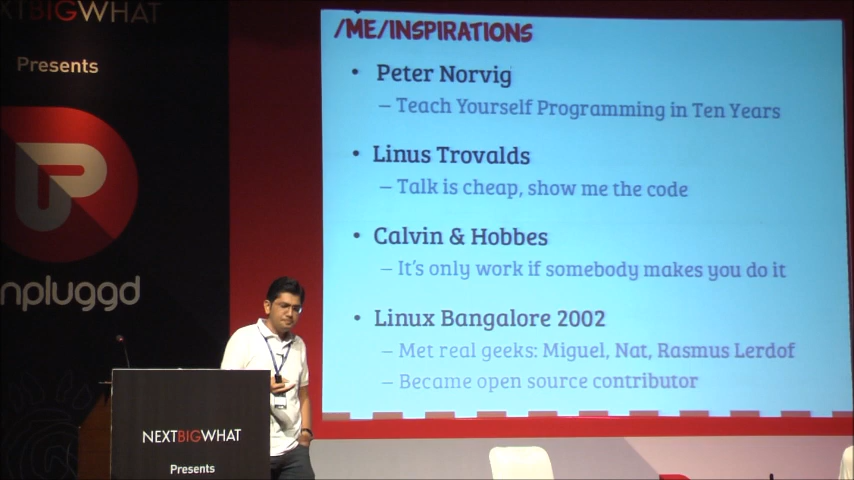 XTBIGWHAT
Presents
npluggd
NEXTBIGWHAT
Presents
/ME/INSPIRATIONS
• Peter Norvig
– Teach Yourself Programming in Ten Years
• Linus Trovalds
– Talk is cheap, show me the code
• Calvin & Hobbes
– It's only work if somebody makes you do it
• Linux Bangalore 2002
– Met real geeks: Miguel, Nat, Rasmus Lerdof
– Became open source contributor